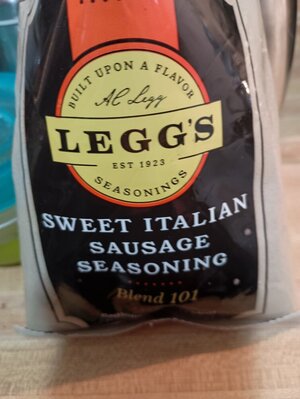 BUILT UPON A FLAVOR
AC Legg
LEGG'S
EST 1923
SEASONINGS
SWEET ITALIAN
SAUSAGE
SEASONING
Blend 101